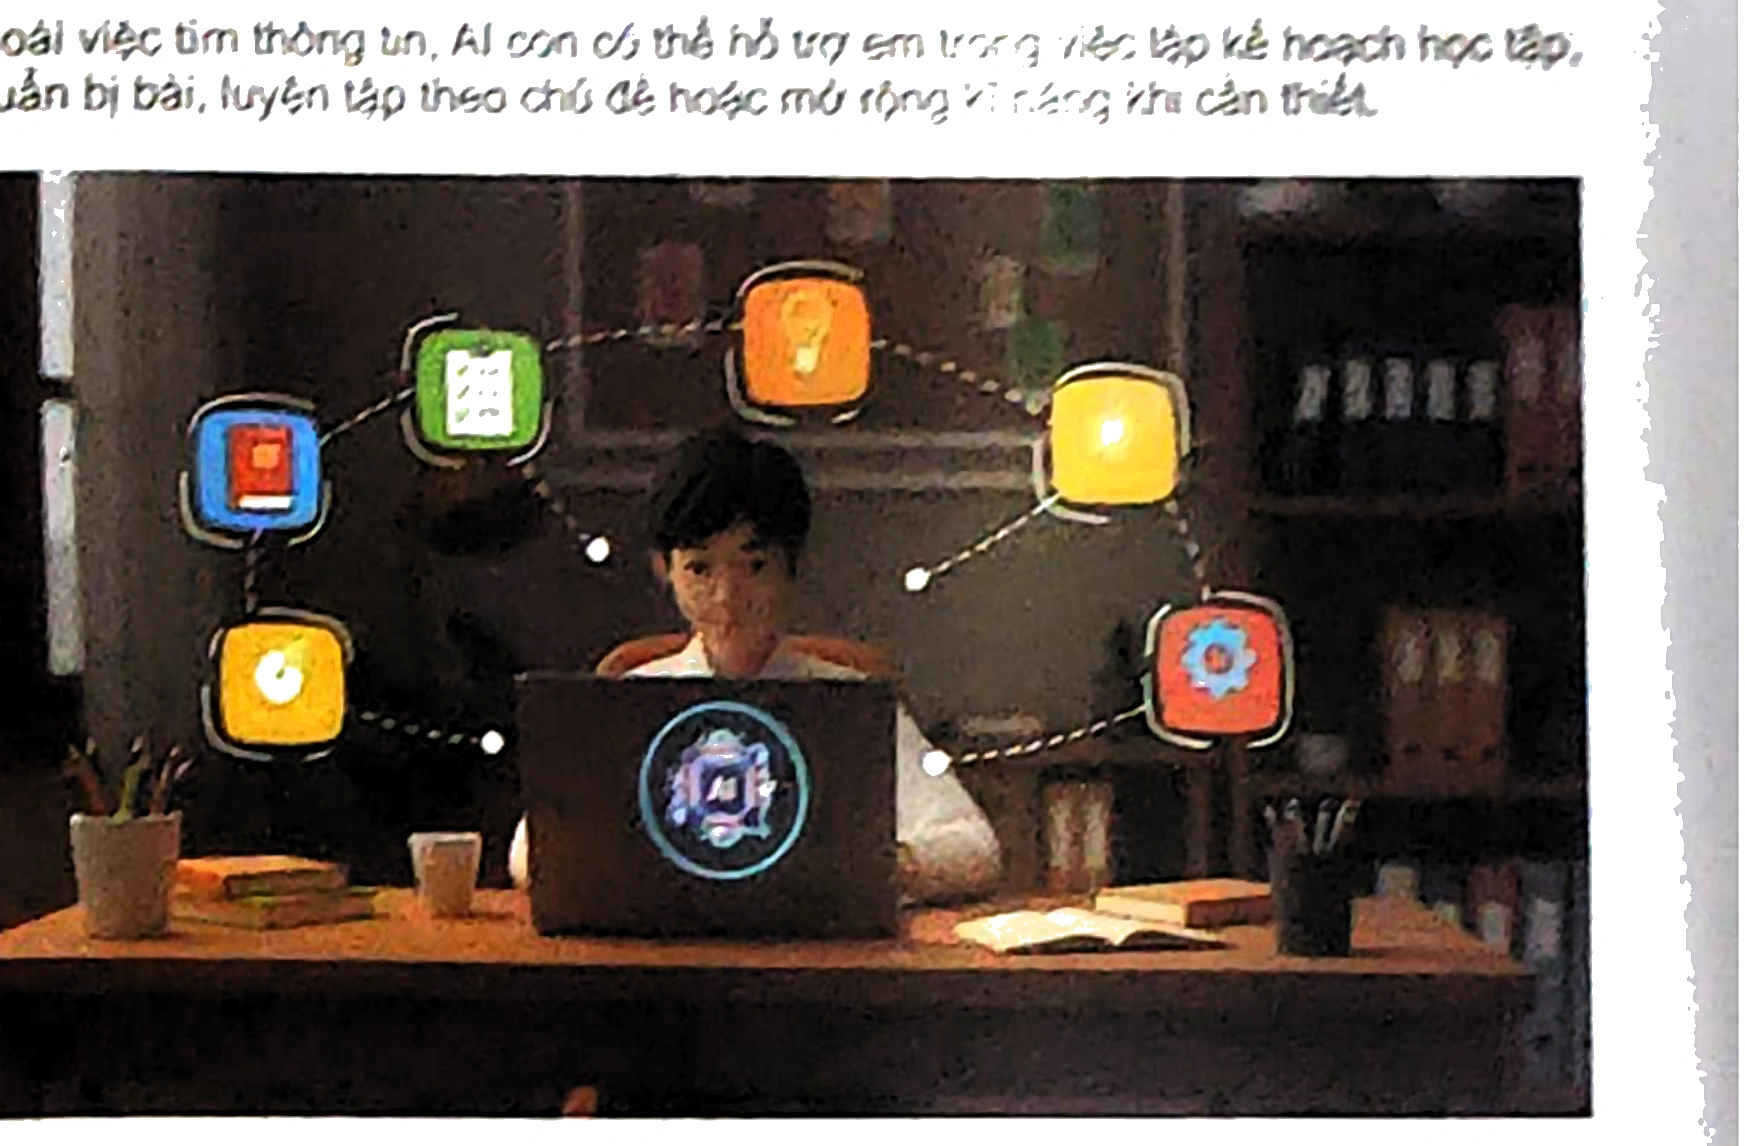 oài việc tìm thông tin, AI còn có thể hỗ trợ em trong việc lập kế hoạch học tập,
uẩn bị bài, luyện tập theo chủ đề hoặc mở rộng kĩ năng khi cần thiết.
AI